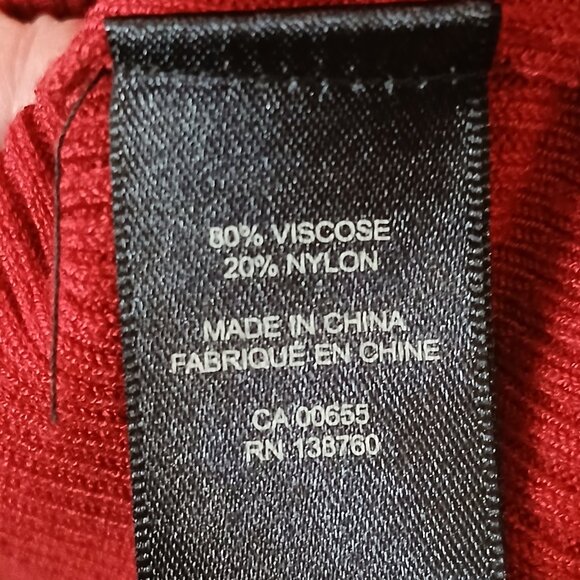 80% VISCOSE
20% NYLON
MADE IN CHINA
FABRIQUÉ EN CHINE
CA 00655
RN 138760